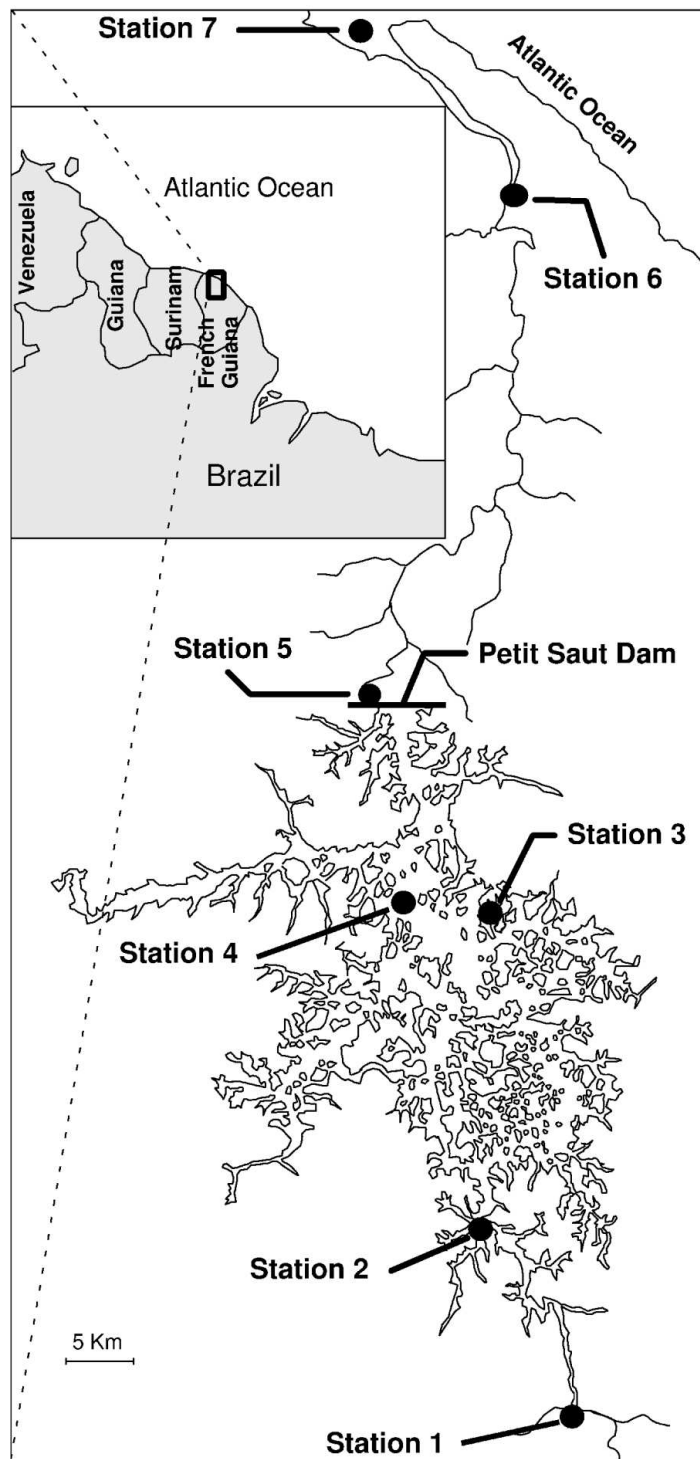 Station 7
Atlantic Ocean
Atlantic Ocean
Station 6
Venezuela
Guiana
Surinam
French
Guiana
Brazil
Station 5
Petit Saut Dam
Station 3
Station 4
Station 2
5 Km
Station 1